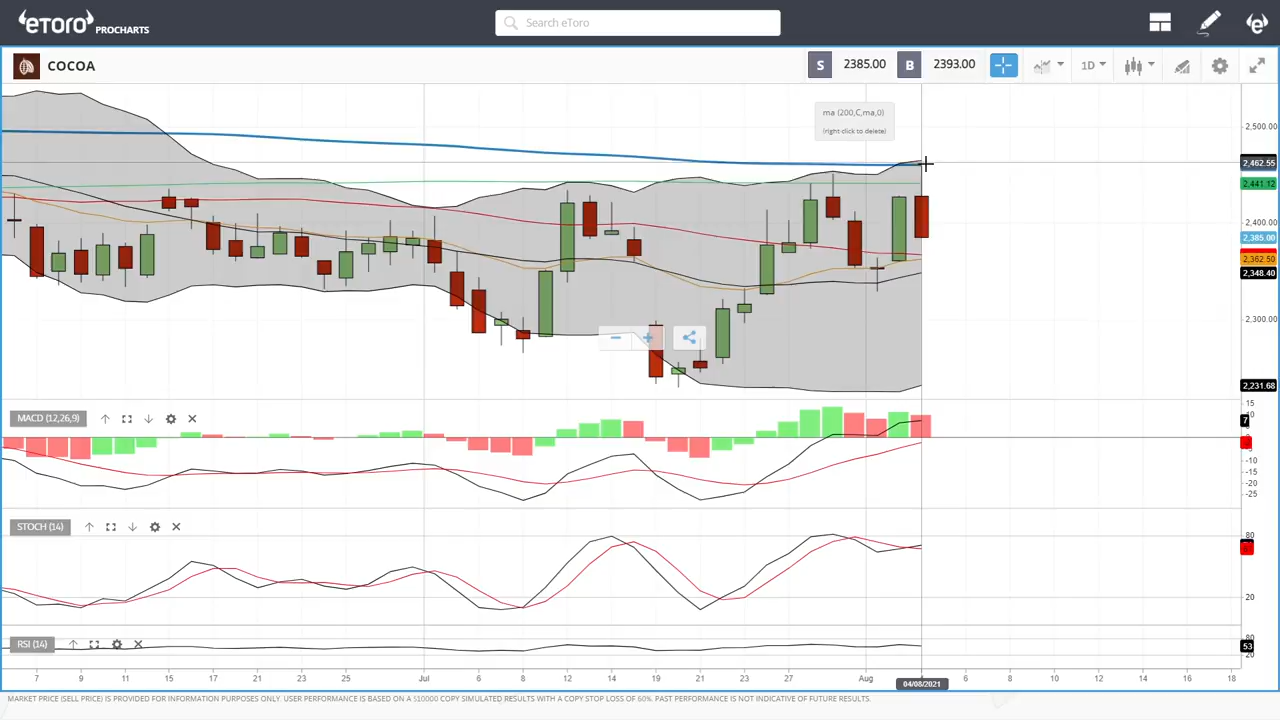 eToro PROCHARTS
Search eToro
COCOA
S 2385.00 B 2393.00 1D
ma (200,C,ma,0)
(right click to delete)
2,500.00
2,462.55
2,441.12
2,400.00
2,385.00
2,362.50
2,348.40
2,300.00
2,231.68
MACD (12,26,9)
15
10
7
-10
-15
-20
-25
STOCH (14)
80
20
RSI (14)
80
53
20
7 9 11 15 17 21 23 25 Jul 6 8 12 14 19 21 23 27 Aug 6 8 10 12 14 16 18
04/08/2021
MARKET PRICE (SELL PRICE) IS PROVIDED FOR INFORMATION PURPOSES ONLY. USER PERFORMANCE IS BASED ON A $10000 COPY SIMULATED RESULTS WITH A COPY STOP LOSS OF 60%. PAST PERFORMANCE IS NOT INDICATIVE OF FUTURE RESULTS.